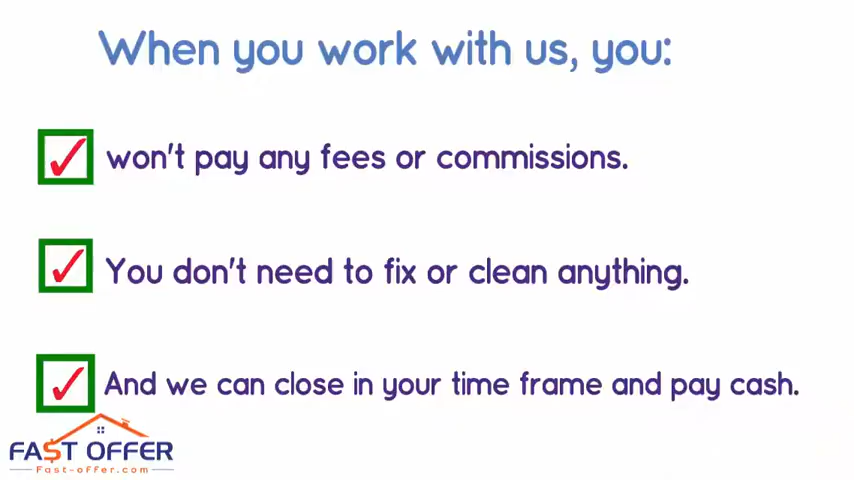 When you work with us, you:
won't pay any fees or commissions.
You don't need to fix or clean anything.
And we can close in your time frame and pay cash.
FA$T OFFER
Fast-offer.com